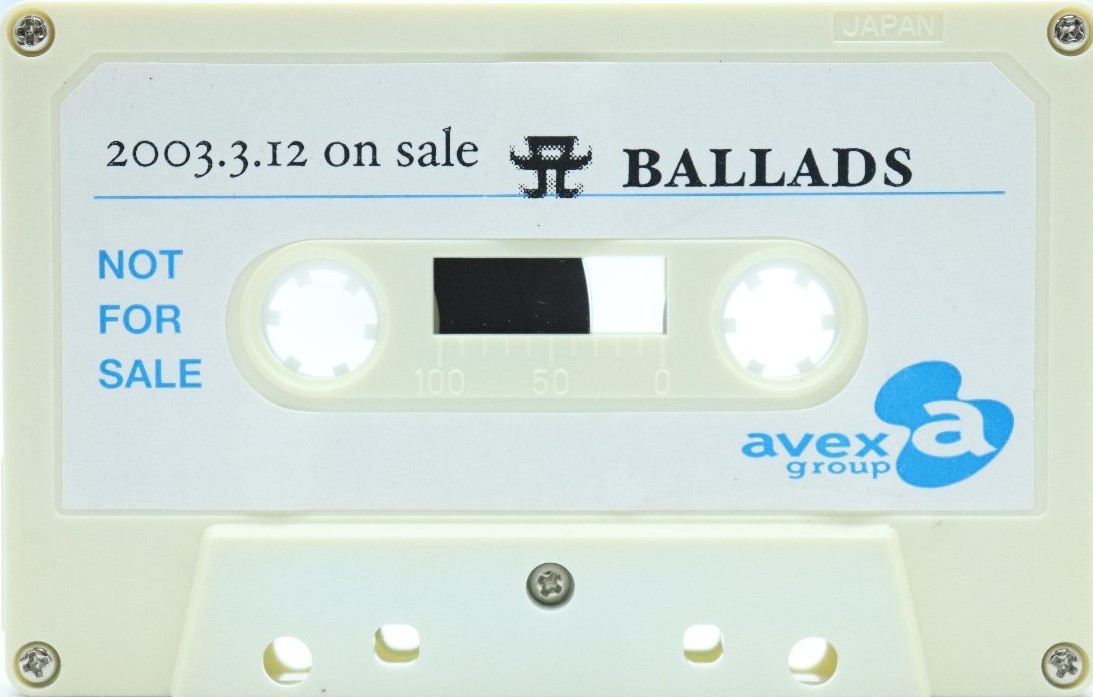 JAPAN
2003.3.12 on sale A BALLADS
NOT
FOR
SALE
100 50 0
avex a
group